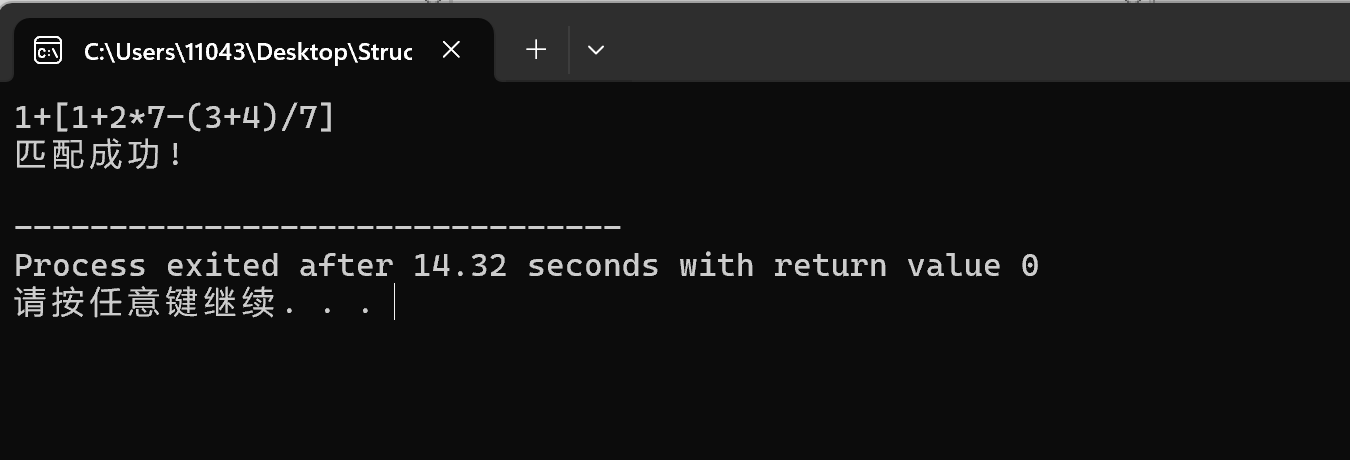 C:\Users\11043\Desktop\Struc
1+[1+2*7-(3+4)/7]
匹配成功!
--------------------------------
Process exited after 14.32 seconds with return value 0
请按任意键继续. . .